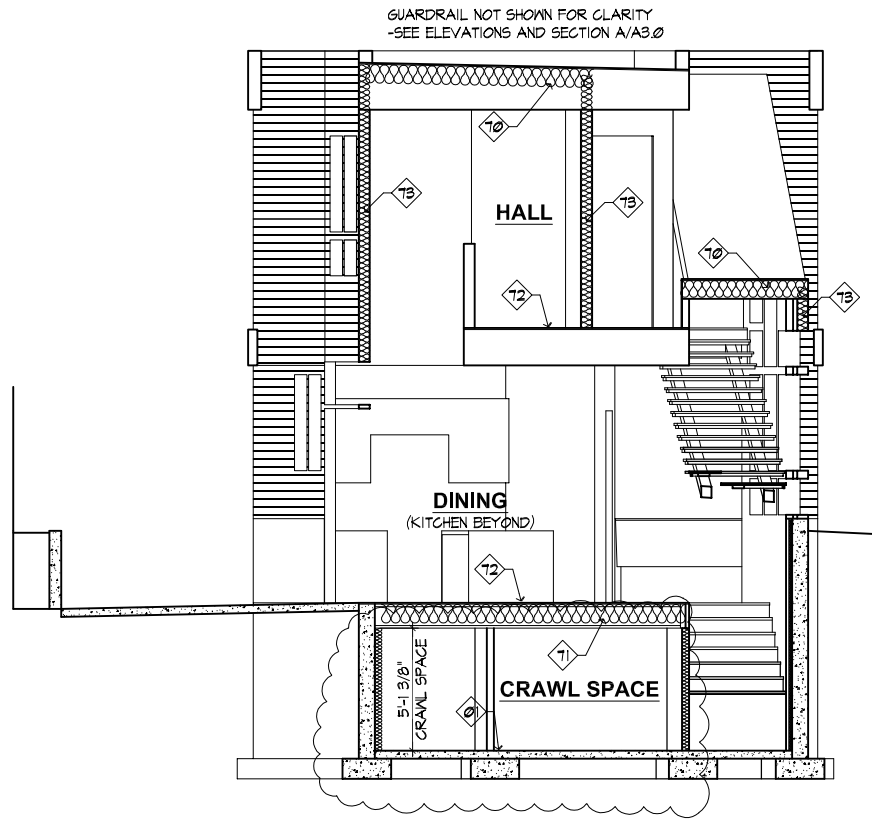 GUARDRAIL NOT SHOWN FOR CLARITY
-SEE ELEVATIONS AND SECTION A/A3.0
70
73
HALL
73
70
72
73
DINING
(KITCHEN BEYOND)
72
71
5'-1 3/8"
CRAWL SPACE
CRAWL SPACE
01